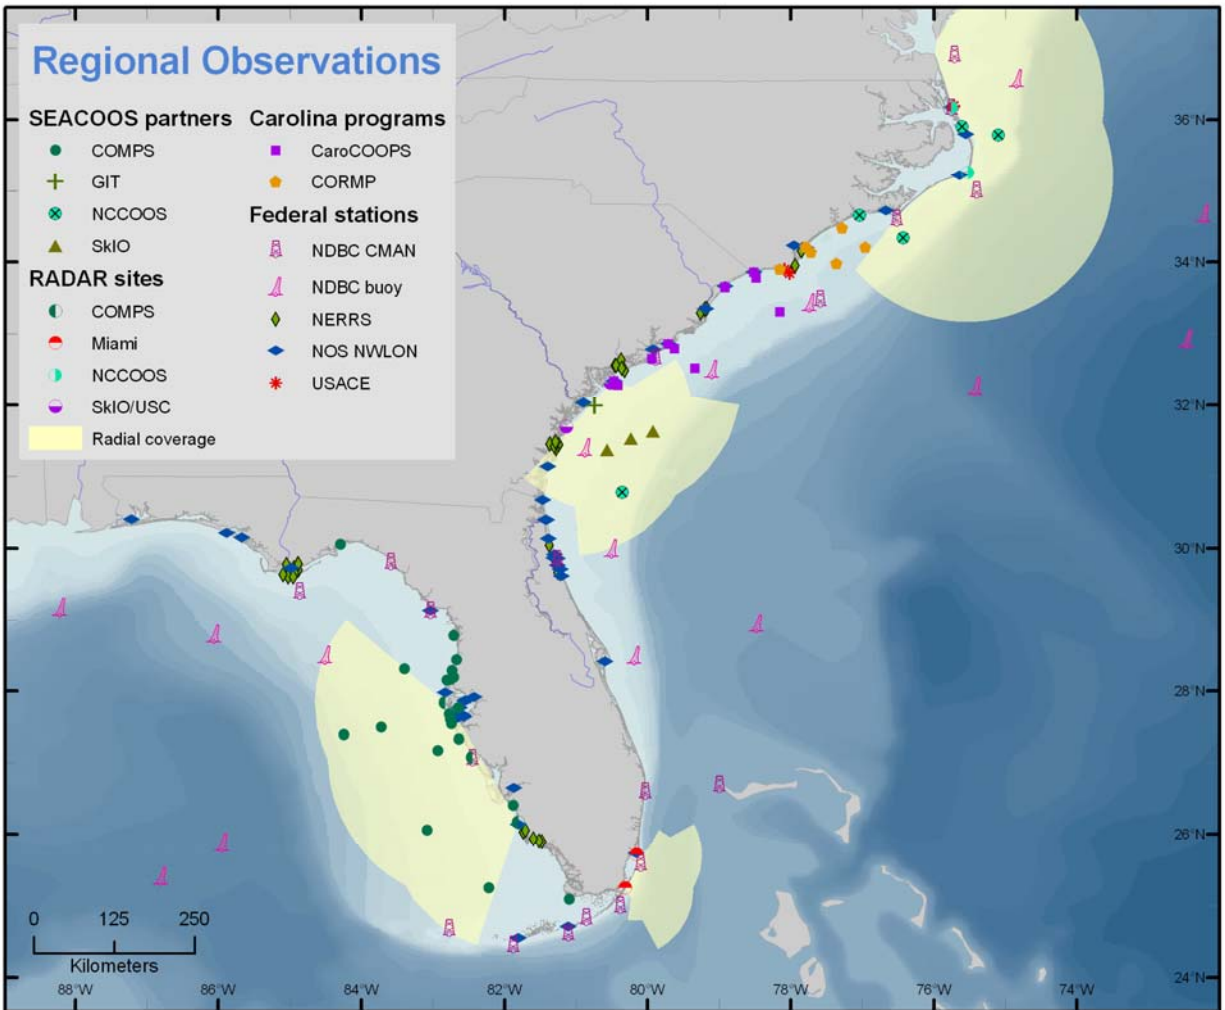 Regional Observations
SEACOOS partners
COMPS
GIT
NCCOOS
SkIO
RADAR sites
COMPS
Miami
NCCOOS
SkIO/USC
Radial coverage
Carolina programs
CaroCOOPS
CORMP
Federal stations
NDBC CMAN
NDBC buoy
NERRS
NOS NWLON
USACE
36°N
34°N
32°N
30°N
28°N
26°N
24°N
0 125 250
Kilometers
88°W 86°W 84°W 82°W 80°W 78°W 76°W 74°W